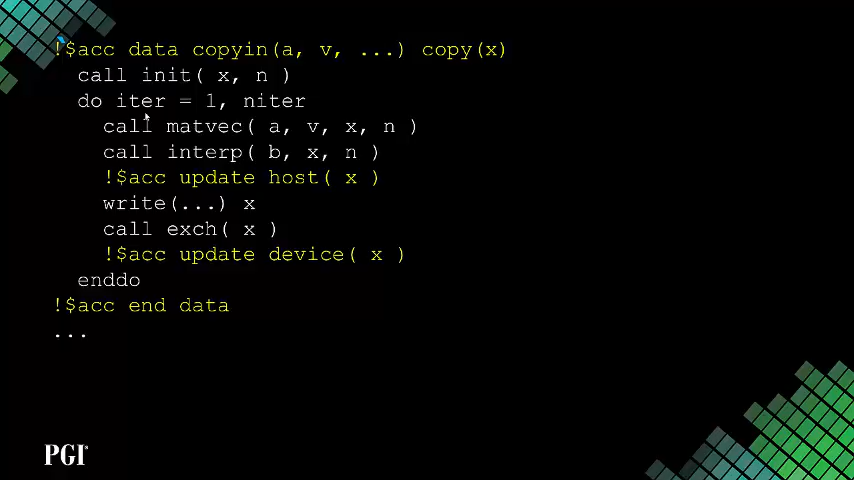 !$acc data copyin(a, v, ...) copy(x)
call init( x, n )
do iter = 1, niter
call matvec( a, v, x, n )
call interp( b, x, n )
!$acc update host( x )
write(...) x
call exch( x )
!$acc update device( x )
enddo
!$acc end data
...
PGI®